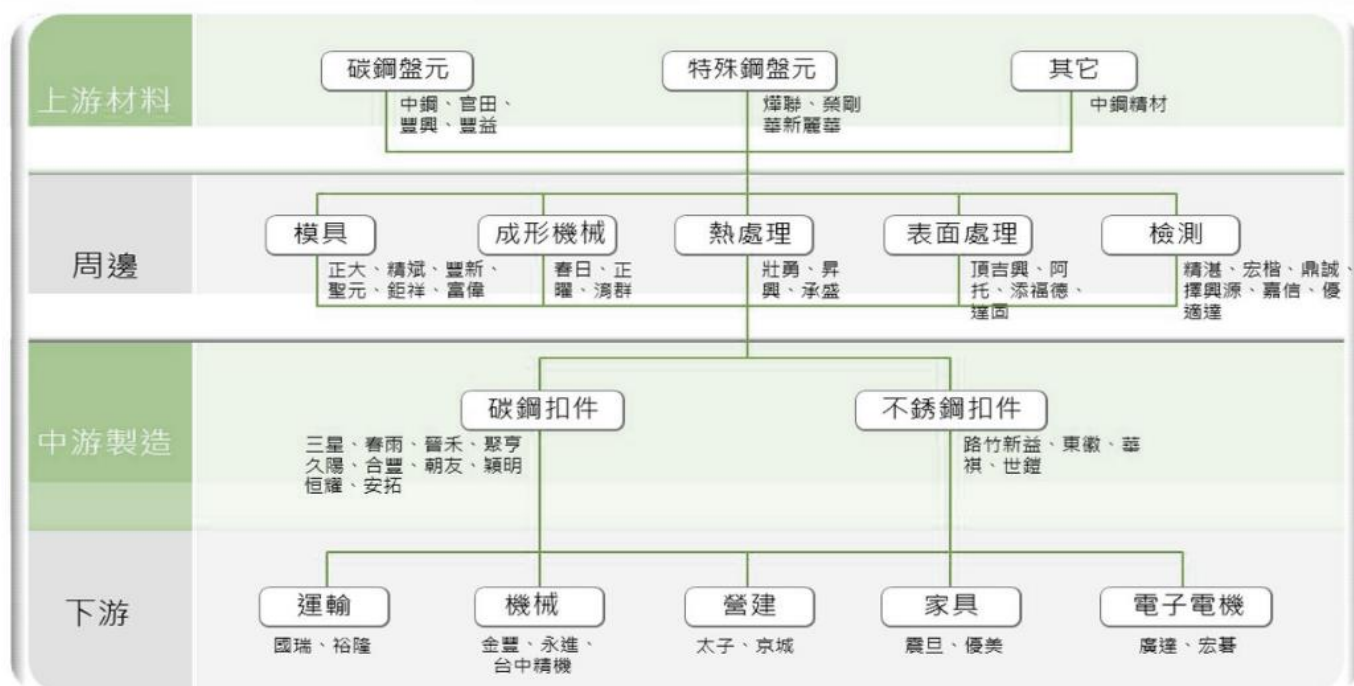 上游材料
碳鋼盤元
特殊鋼盤元
其它
中鋼、官田、
豐興、豐益
燁聯、榮剛
華新麗華
中鋼精材
周邊
模具
成形機械
熱處理
表面處理
檢測
正大、精斌、豐新、
聖元、鉅祥、富偉
春日、正
曜、淯群
壯勇、昇
興、承盛
頂吉興、阿
托、添福德、
達固
精湛、宏楷、鼎誠、
擇興源、嘉信、優
適達
中游製造
碳鋼扣件
不銹鋼扣件
三星、春雨、晉禾、聚亨
久陽、合豐、朝友、穎明
恒耀、安拓
路竹新益、東徽、華
祺、世鎧
下游
運輸
機械
營建
家具
電子電機
國瑞、裕隆
金豐、永進、
台中精機
太子、京城
震旦、優美
廣達、宏碁